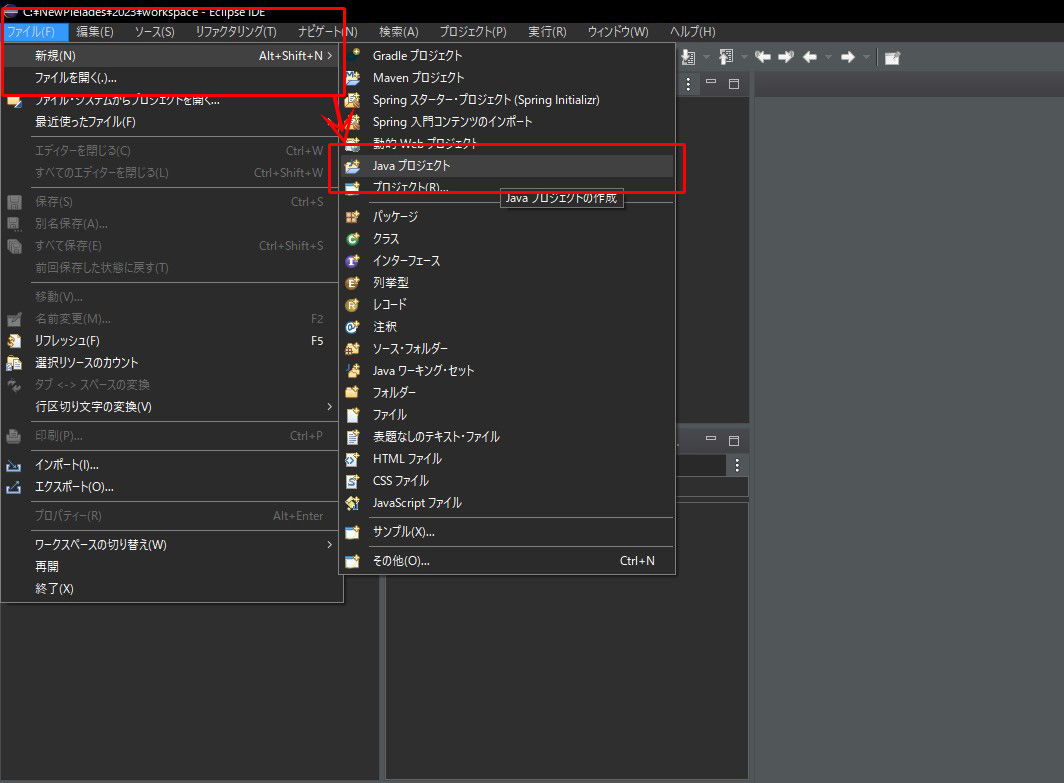 C:¥NewPleiades¥2023¥workspace - Eclipse IDE
ファイル(F) 編集(E) ソース(S) リファクタリング(T) ナビゲート(N) 検索(A) プロジェクト(P) 実行(R) ウィンドウ(W) ヘルプ(H)
新規(N) Alt+Shift+N >
ファイルを開く(.)...
ファイル・システムからプロジェクトを開く...
最近使ったファイル(F)
エディターを閉じる(C) Ctrl+W
すべてのエディターを閉じる(L) Ctrl+Shift+W
保存(S) Ctrl+S
別名保存(A)...
すべて保存(E) Ctrl+Shift+S
前回保存した状態に戻す(T)
移動(V)...
名前変更(M)... F2
リフレッシュ(F) F5
選択リソースのカウント
タブ <-> スペースの変換
行区切り文字の変換(V) >
印刷(P)... Ctrl+P
インポート(I)...
エクスポート(O)...
プロパティー(R) Alt+Enter
ワークスペースの切り替え(W) >
再開
終了(X)
Gradle プロジェクト
Maven プロジェクト
Spring スターター・プロジェクト (Spring Initializr)
Spring 入門コンテンツのインポート
動的 Web プロジェクト
Java プロジェクト
プロジェクト(R)...
Java プロジェクトの作成
パッケージ
クラス
インターフェース
列挙型
レコード
注釈
ソース・フォルダー
Java ワーキング・セット
フォルダー
ファイル
表題なしのテキスト・ファイル
HTML ファイル
CSS ファイル
JavaScript ファイル
サンプル(X)...
その他(O)... Ctrl+N